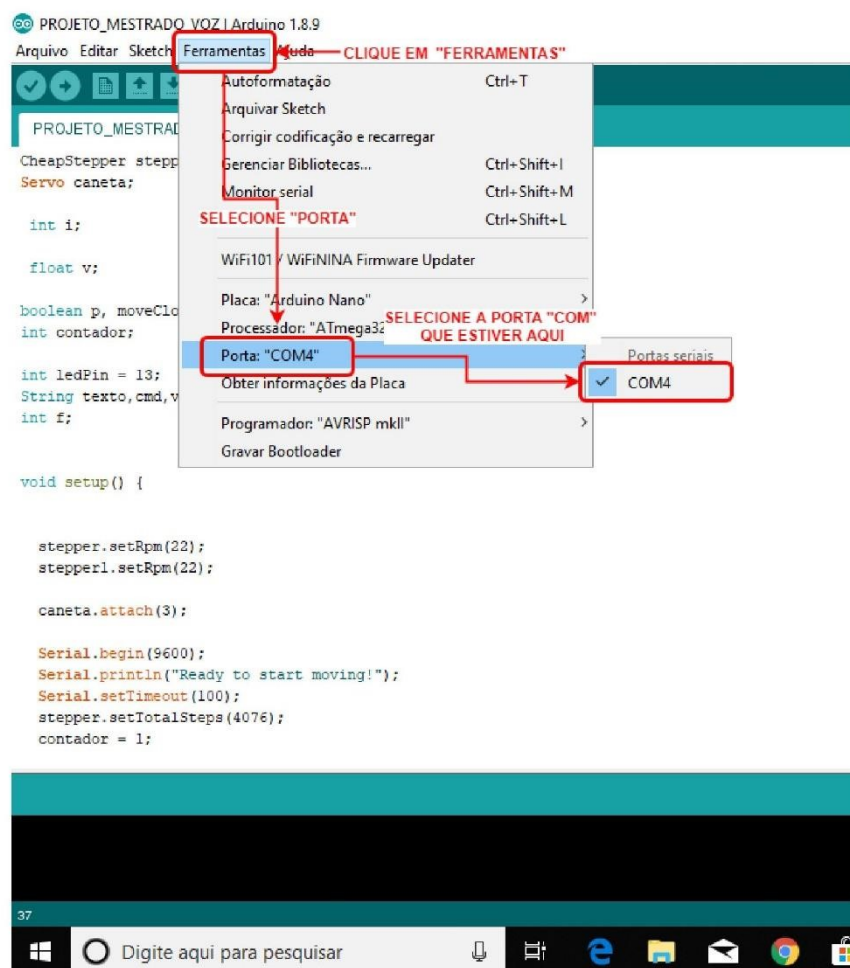 PROJETO_MESTRADO_VOZ | Arduino 1.8.9
Arquivo Editar Sketch Ferramentas Ajuda
CLIQUE EM "FERRAMENTAS"
PROJETO_MESTRAD
Autoformatação Ctrl+T
Arquivar Sketch
Corrigir codificação e recarregar
Gerenciar Bibliotecas... Ctrl+Shift+I
Monitor serial Ctrl+Shift+M
SELECIONE "PORTA"
Ctrl+Shift+L
WiFi101 / WiFiNINA Firmware Updater
Placa: "Arduino Nano"
Processador: "ATmega32
SELECIONE A PORTA "COM"
QUE ESTIVER AQUI
Porta: "COM4"
Portas seriais
COM4
Obter informações da Placa
Programador: "AVRISP mkII"
Gravar Bootloader
CheapStepper stepp
Servo caneta;
int i;
float v;
boolean p, moveClo
int contador;
int ledPin = 13;
String texto,cmd,v
int f;
void setup() {
stepper.setRpm(22);
stepper1.setRpm(22);
caneta.attach(3);
Serial.begin(9600);
Serial.println("Ready to start moving!");
Serial.setTimeout(100);
stepper.setTotalSteps(4076);
contador = 1;
37
Digite aqui para pesquisar